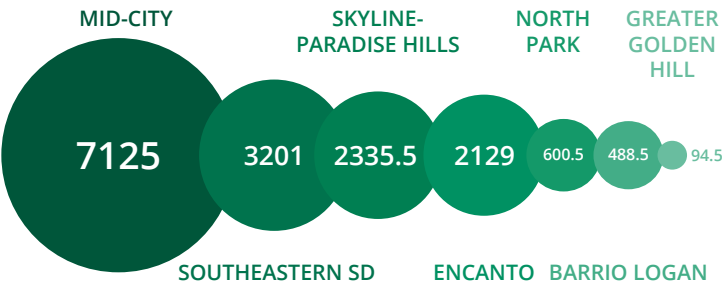 MID-CITY
SKYLINE-
PARADISE HILLS
NORTH
PARK
GREATER
GOLDEN
HILL
7125
3201
2335.5
2129
600.5
488.5
94.5
SOUTHEASTERN SD
ENCANTO
BARRIO LOGAN